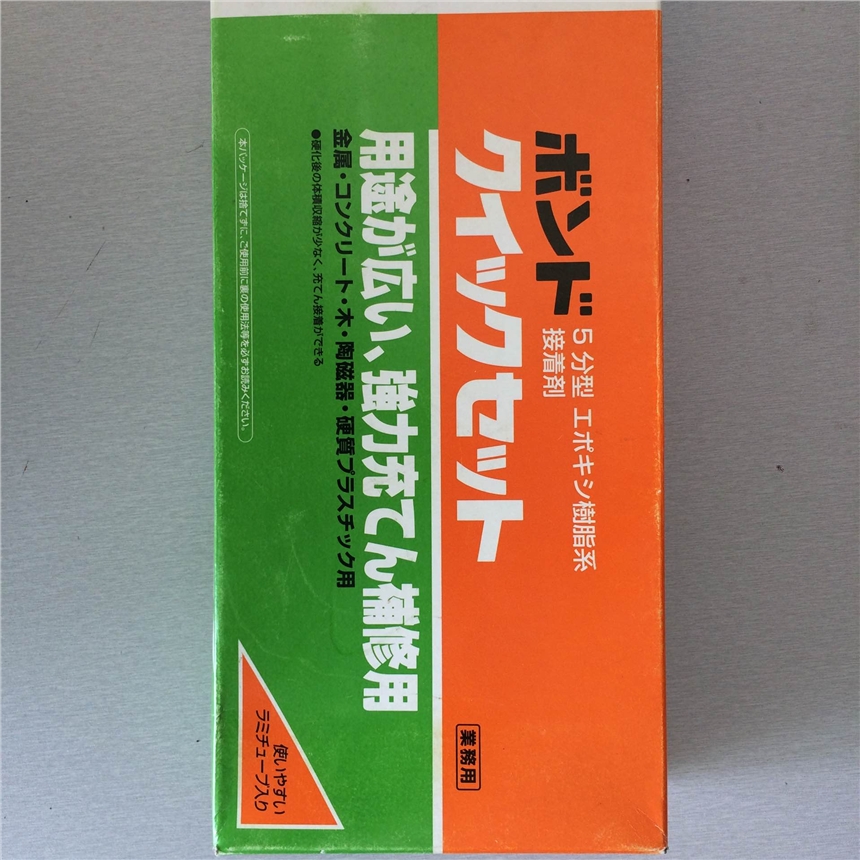 ボンド
5分型 エポキシ樹脂系
接着剤
クイックセット
業務用
用途が広い、強力充てん補修用
金属・コンクリート・木・陶磁器・硬質プラスチック用
●硬化後の体積収縮が少なく、充てん接着ができる
本パッケージは捨てずに、ご使用前に裏の使用法等を必ずお読みください。
使いやすい
ラミチューブ入り